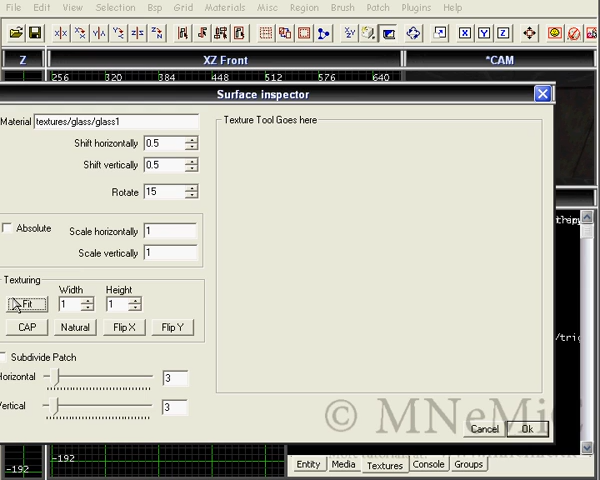 File Edit View Selection Bsp Grid Materials Misc Region Brush Patch Plugins Help
Z XZ Front *CAM
256 320 384 448 512 576 640
Surface inspector
Material textures/glass/glass1
Texture Tool Goes here
Shift horizontally 0.5
Shift vertically 0.5
Rotate 15
Absolute
Scale horizontally 1
Scale vertically 1
Texturing
Width Height
Fit 1 1
CAP Natural Flip X Flip Y
Subdivide Patch
Horizontal 3
Vertical 3
© MNeMiC
Cancel Ok
-192 -192
Entity Media Textures Console Groups